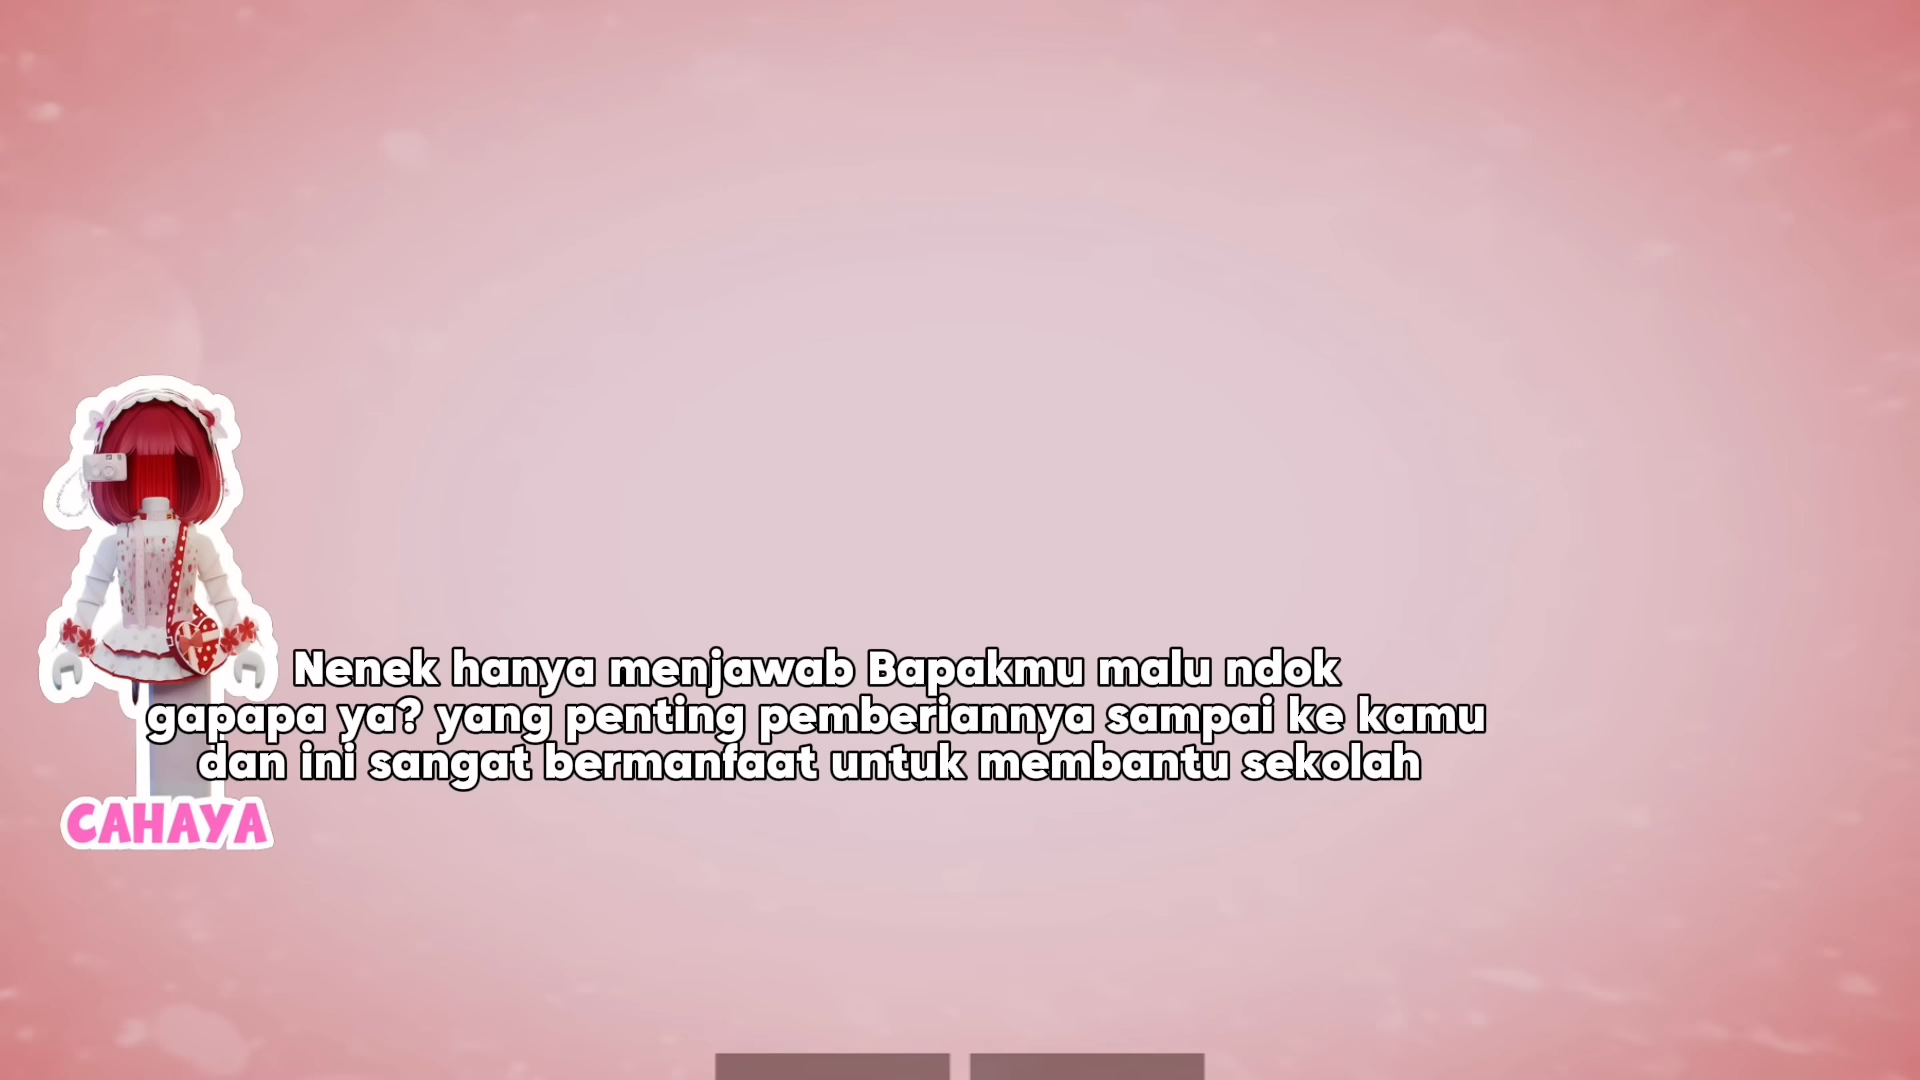 Nenek hanya menjawab Bapakmu malu ndok
gapapa ya? yang penting pemberiannya sampai ke kamu
dan ini sangat bermanfaat untuk membantu sekolah
CAHAYA